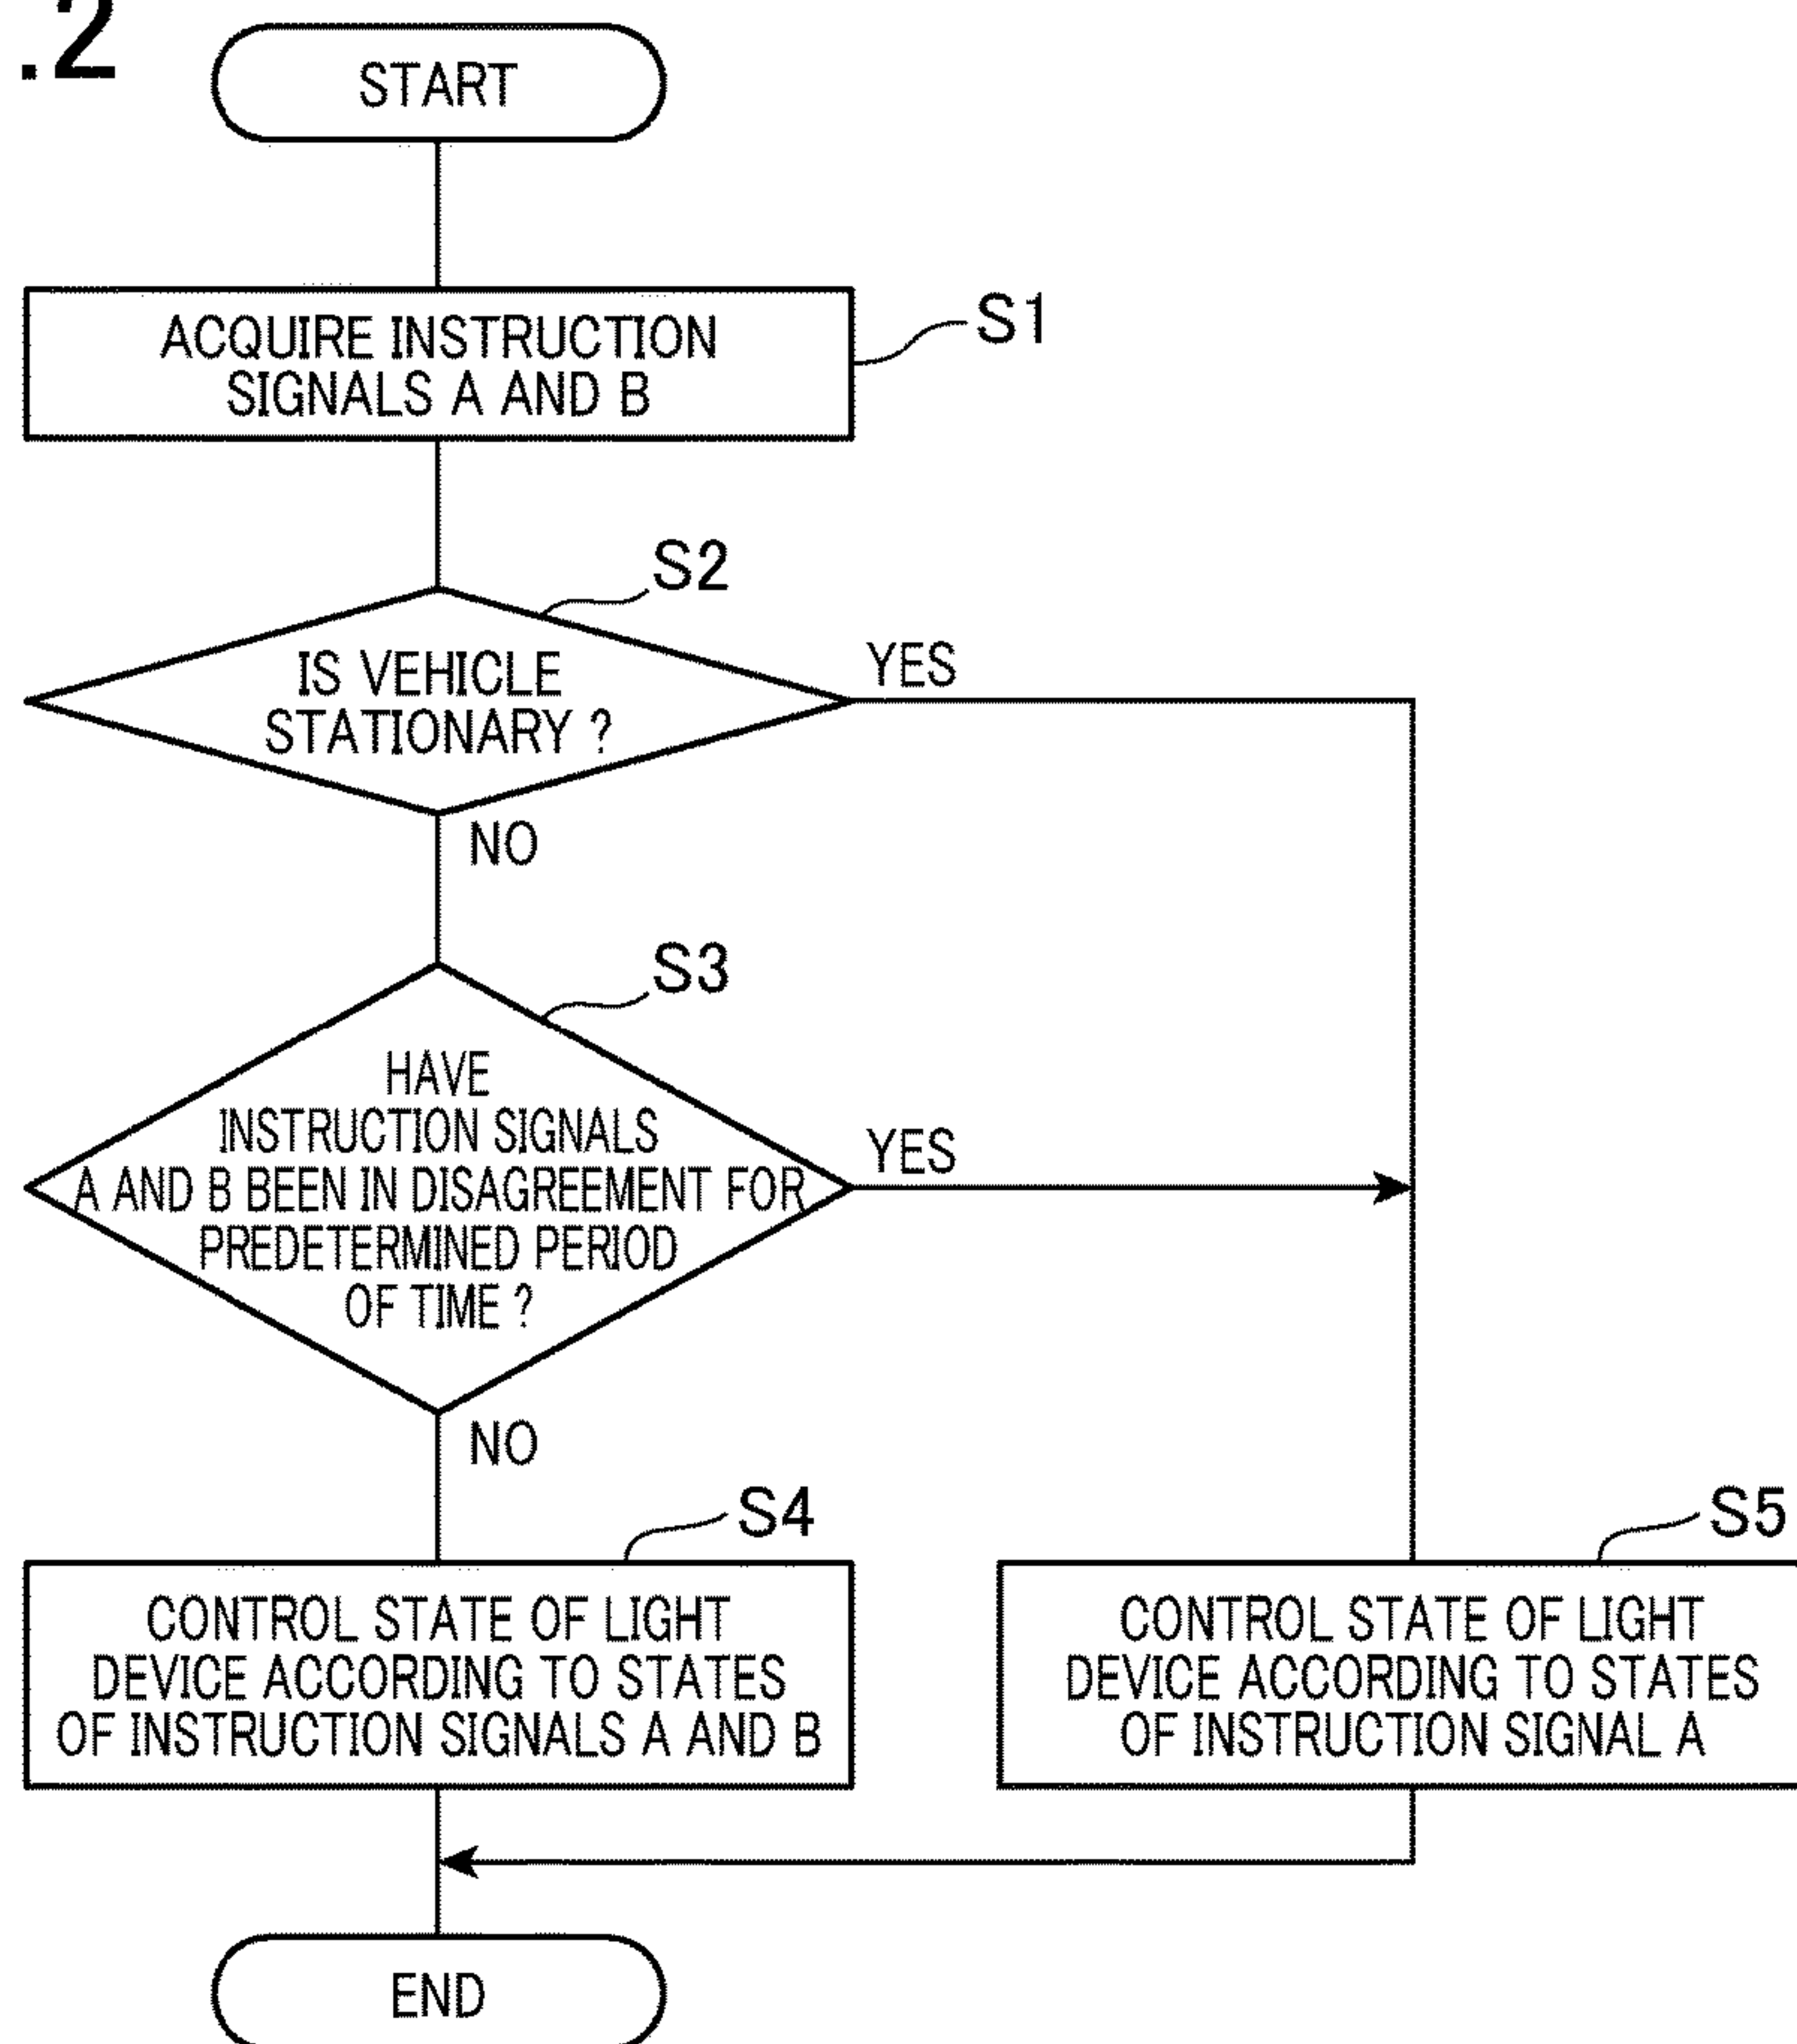 .2
START
ACQUIRE INSTRUCTION
SIGNALS A AND B
S1
S2
IS VEHICLE
STATIONARY ?
YES
NO
S3
HAVE
INSTRUCTION SIGNALS
A AND B BEEN IN DISAGREEMENT FOR
PREDETERMINED PERIOD
OF TIME ?
YES
NO
S4
CONTROL STATE OF LIGHT
DEVICE ACCORDING TO STATES
OF INSTRUCTION SIGNALS A AND B
S5
CONTROL STATE OF LIGHT
DEVICE ACCORDING TO STATES
OF INSTRUCTION SIGNAL A
END